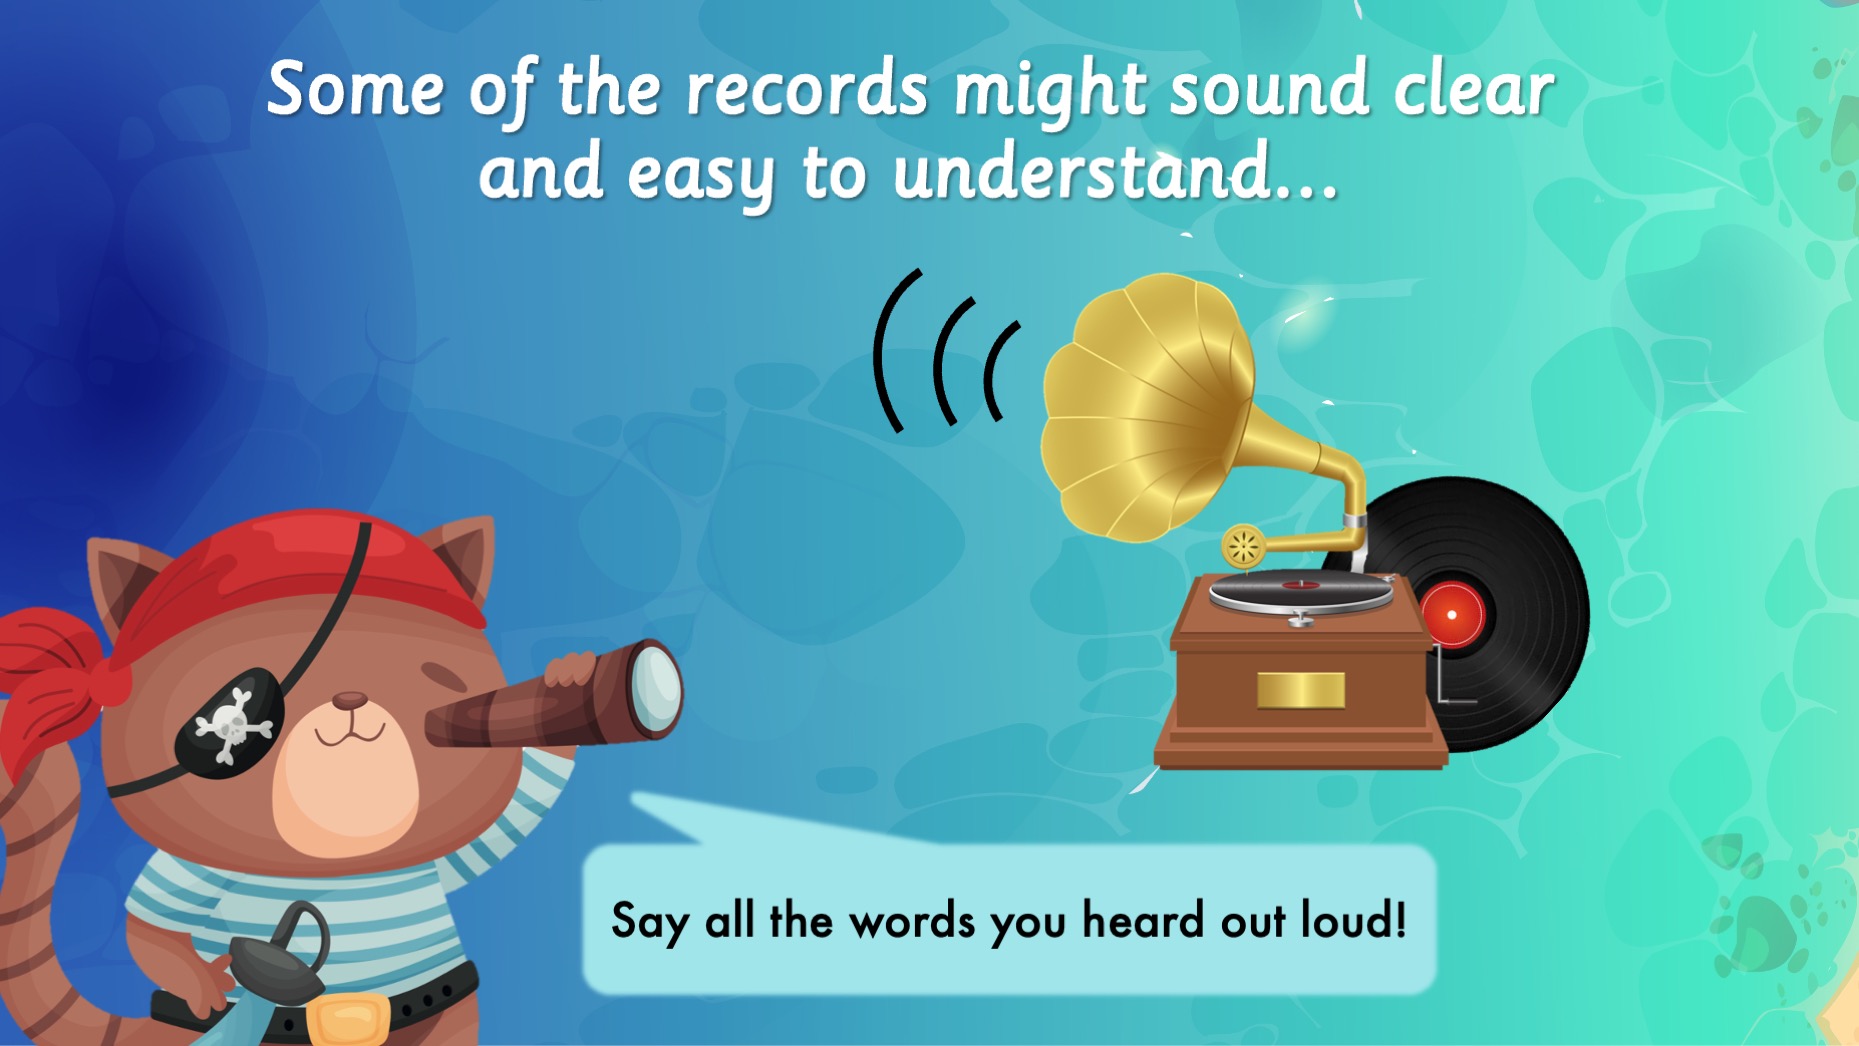 Some of the records might sound clear
and easy to understand...
Say all the words you heard out loud!